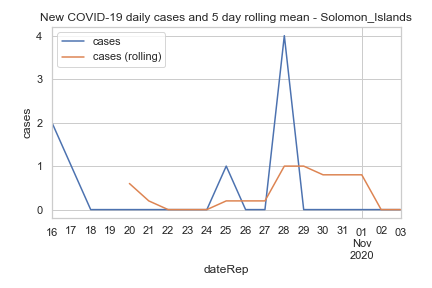 New COVID-19 daily cases and 5 day rolling mean - Solomon_Islands
cases
cases (rolling)
cases
4
3
2
1
0
16 17 18 19 20 21 22 23 24 25 26 27 28 29 30 31 01 02 03
Nov
2020
dateRep